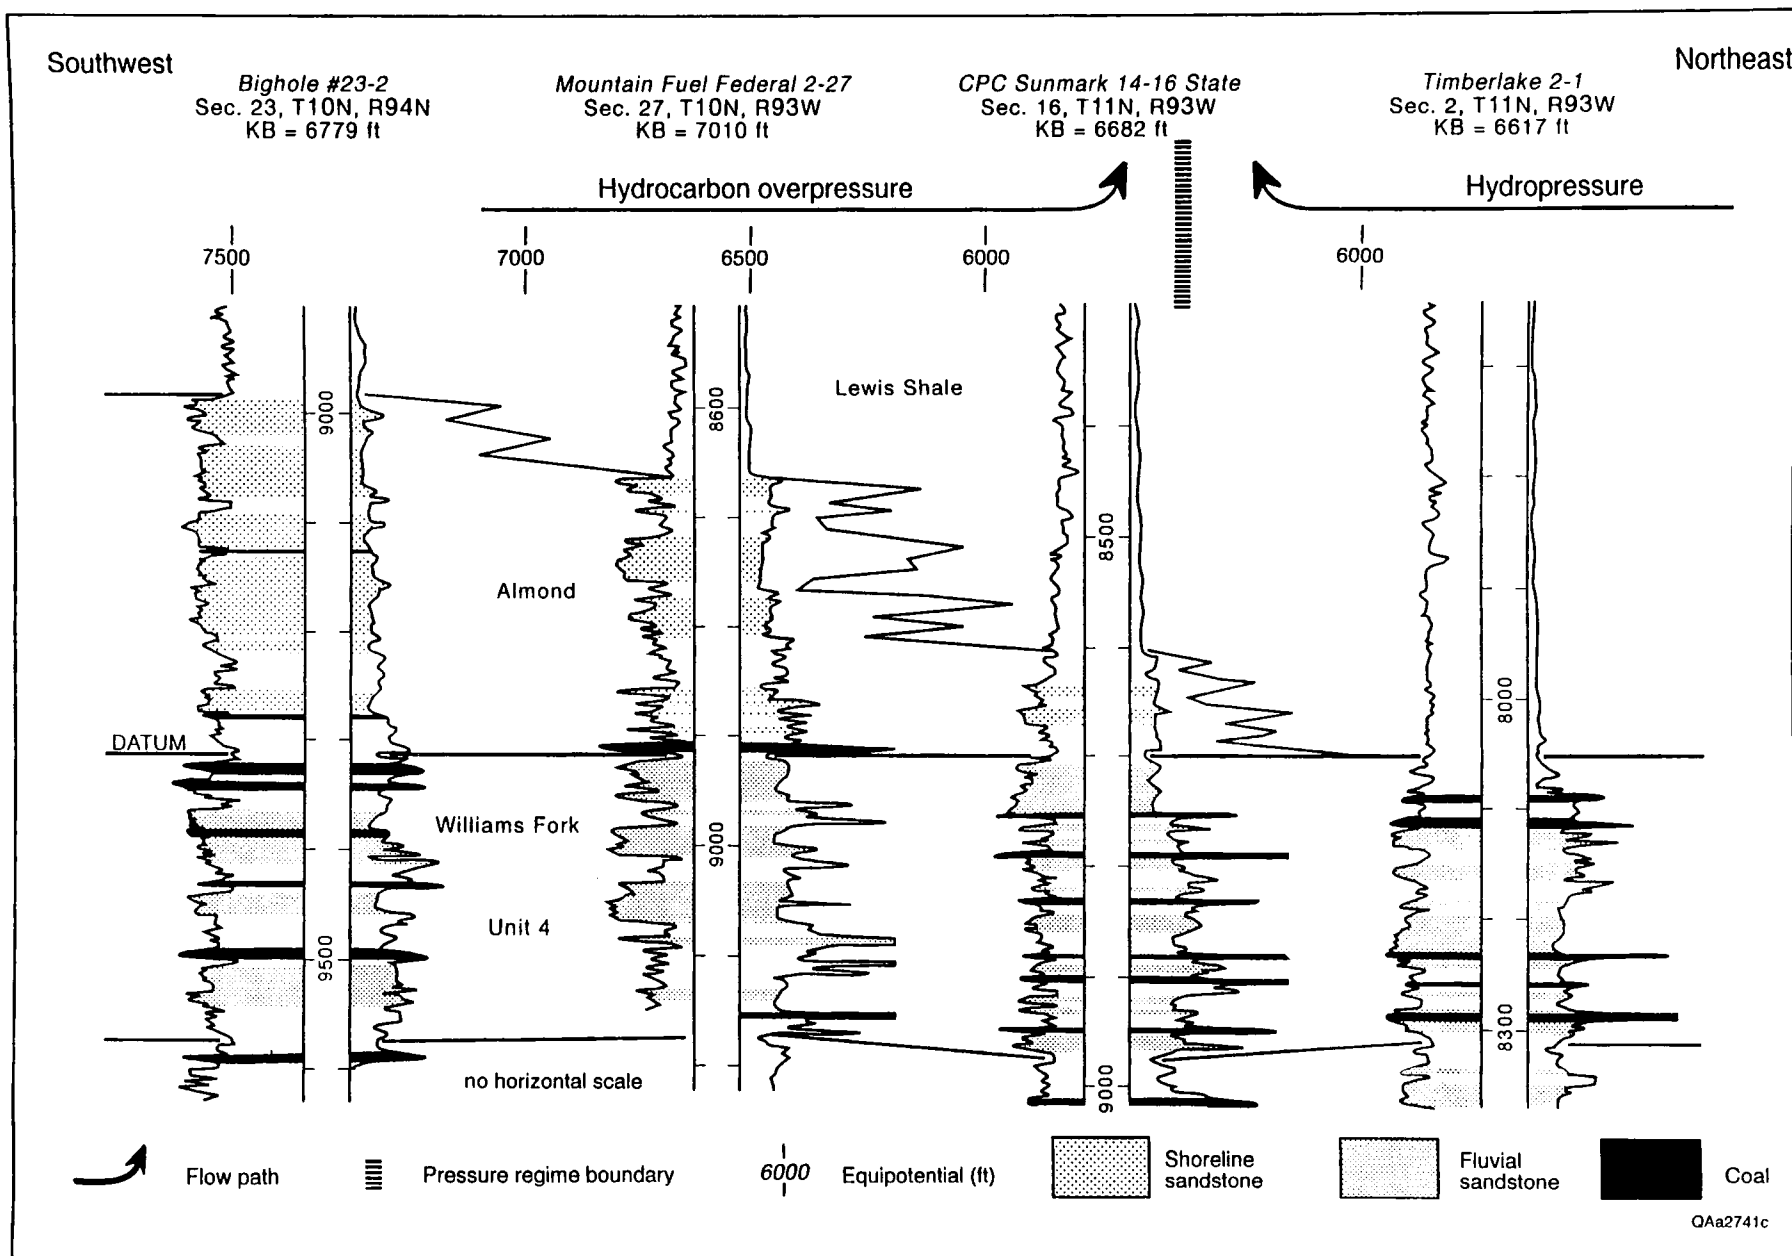 Southwest
Northeast
Bighole #23-2
Sec. 23, T10N, R94N
KB = 6779 ft
Mountain Fuel Federal 2-27
Sec. 27, T10N, R93W
KB = 7010 ft
CPC Sunmark 14-16 State
Sec. 16, T11N, R93W
KB = 6682 ft
Timberlake 2-1
Sec. 2, T11N, R93W
KB = 6617 ft
Hydrocarbon overpressure
Hydropressure
7500
7000
6500
6000
6000
Lewis Shale
9000
8600
8500
Almond
8000
DATUM
Williams Fork
9000
Unit 4
9500
8300
no horizontal scale
9000
Flow path
Pressure regime boundary
6000
Equipotential (ft)
Shoreline
sandstone
Fluvial
sandstone
Coal
QAa2741c